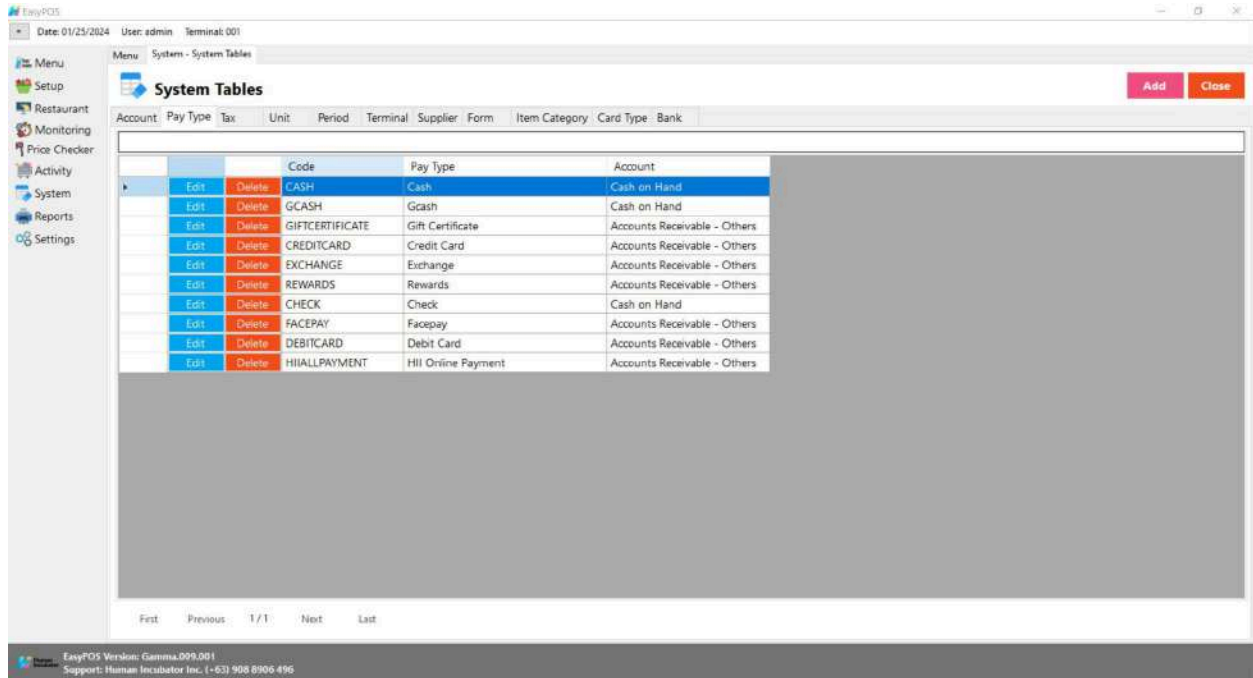 EasyPOS
Date: 01/25/2024 User: admin Terminal: 001
Menu
Setup
Restaurant
Monitoring
Price Checker
Activity
System
Reports
Settings
Menu System - System Tables
System Tables
Add Close
Account Pay Type Tax Unit Period Terminal Supplier Form Item Category Card Type Bank
Code Pay Type Account
Edit Delete CASH Cash Cash on Hand
Edit Delete GCASH Gcash Cash on Hand
Edit Delete GIFTCERTIFICATE Gift Certificate Accounts Receivable - Others
Edit Delete CREDITCARD Credit Card Accounts Receivable - Others
Edit Delete EXCHANGE Exchange Accounts Receivable - Others
Edit Delete REWARDS Rewards Accounts Receivable - Others
Edit Delete CHECK Check Cash on Hand
Edit Delete FACEPAY Facepay Accounts Receivable - Others
Edit Delete DEBITCARD Debit Card Accounts Receivable - Others
Edit Delete HIIALLPAYMENT HII Online Payment Accounts Receivable - Others
First Previous 1 / 1 Next Last
Human Incubator
EasyPOS Version: Gamma.009.001
Support: Human Incubator Inc. (+63) 908 8906 496